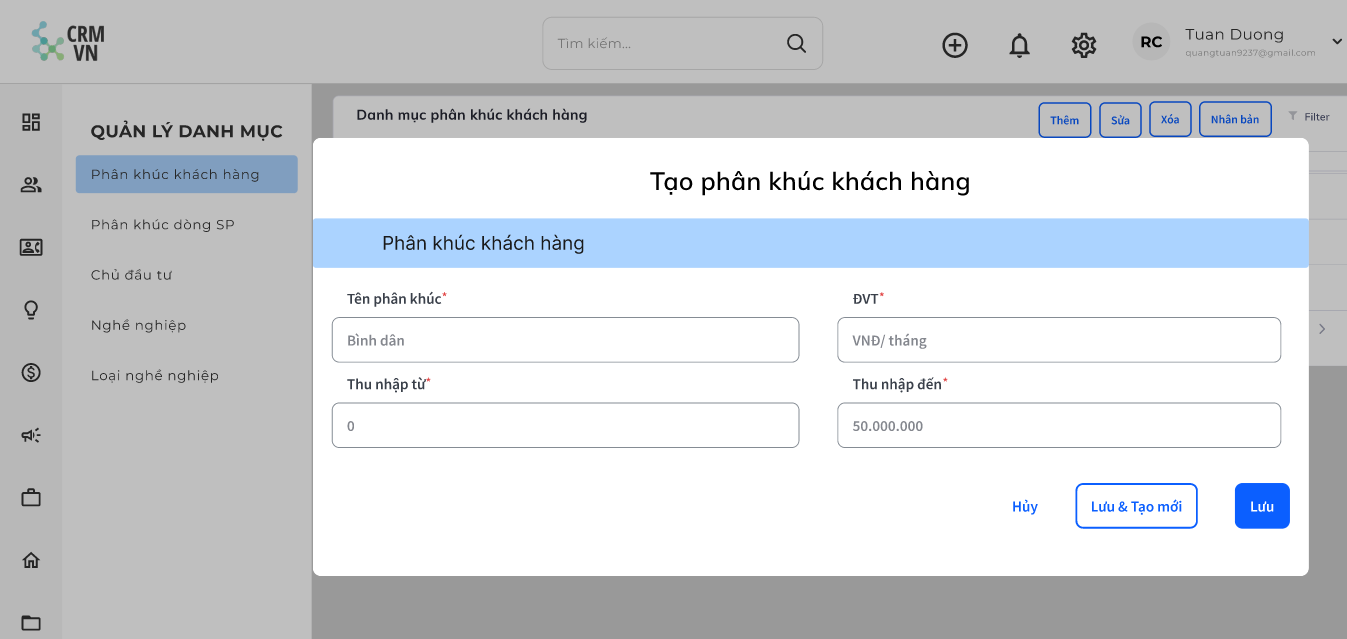 CRM
VN
Tìm kiếm...
RC
Tuan Duong
quangtuan9237@gmail.com
QUẢN LÝ DANH MỤC
Phân khúc khách hàng
Phân khúc dòng SP
Chủ đầu tư
Nghề nghiệp
Loại nghề nghiệp
Danh mục phân khúc khách hàng
Thêm
Sửa
Xóa
Nhân bản
Filter
Tạo phân khúc khách hàng
Phân khúc khách hàng
Tên phân khúc*
ĐVT*
Bình dân
VNĐ/ tháng
Thu nhập từ*
Thu nhập đến*
0
50.000.000
Hủy
Lưu & Tạo mới
Lưu